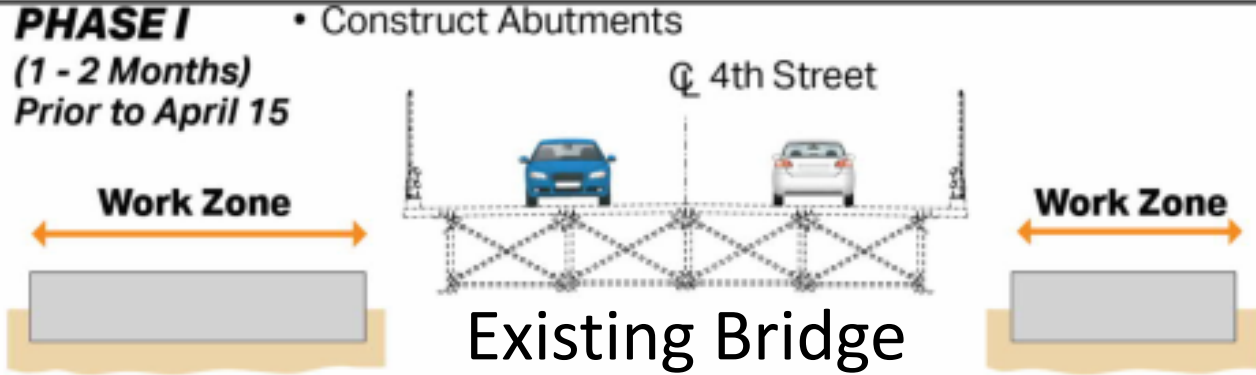 PHASE I
(1 - 2 Months)
Prior to April 15
• Construct Abutments
℄ 4th Street
Work Zone
Work Zone
Existing Bridge